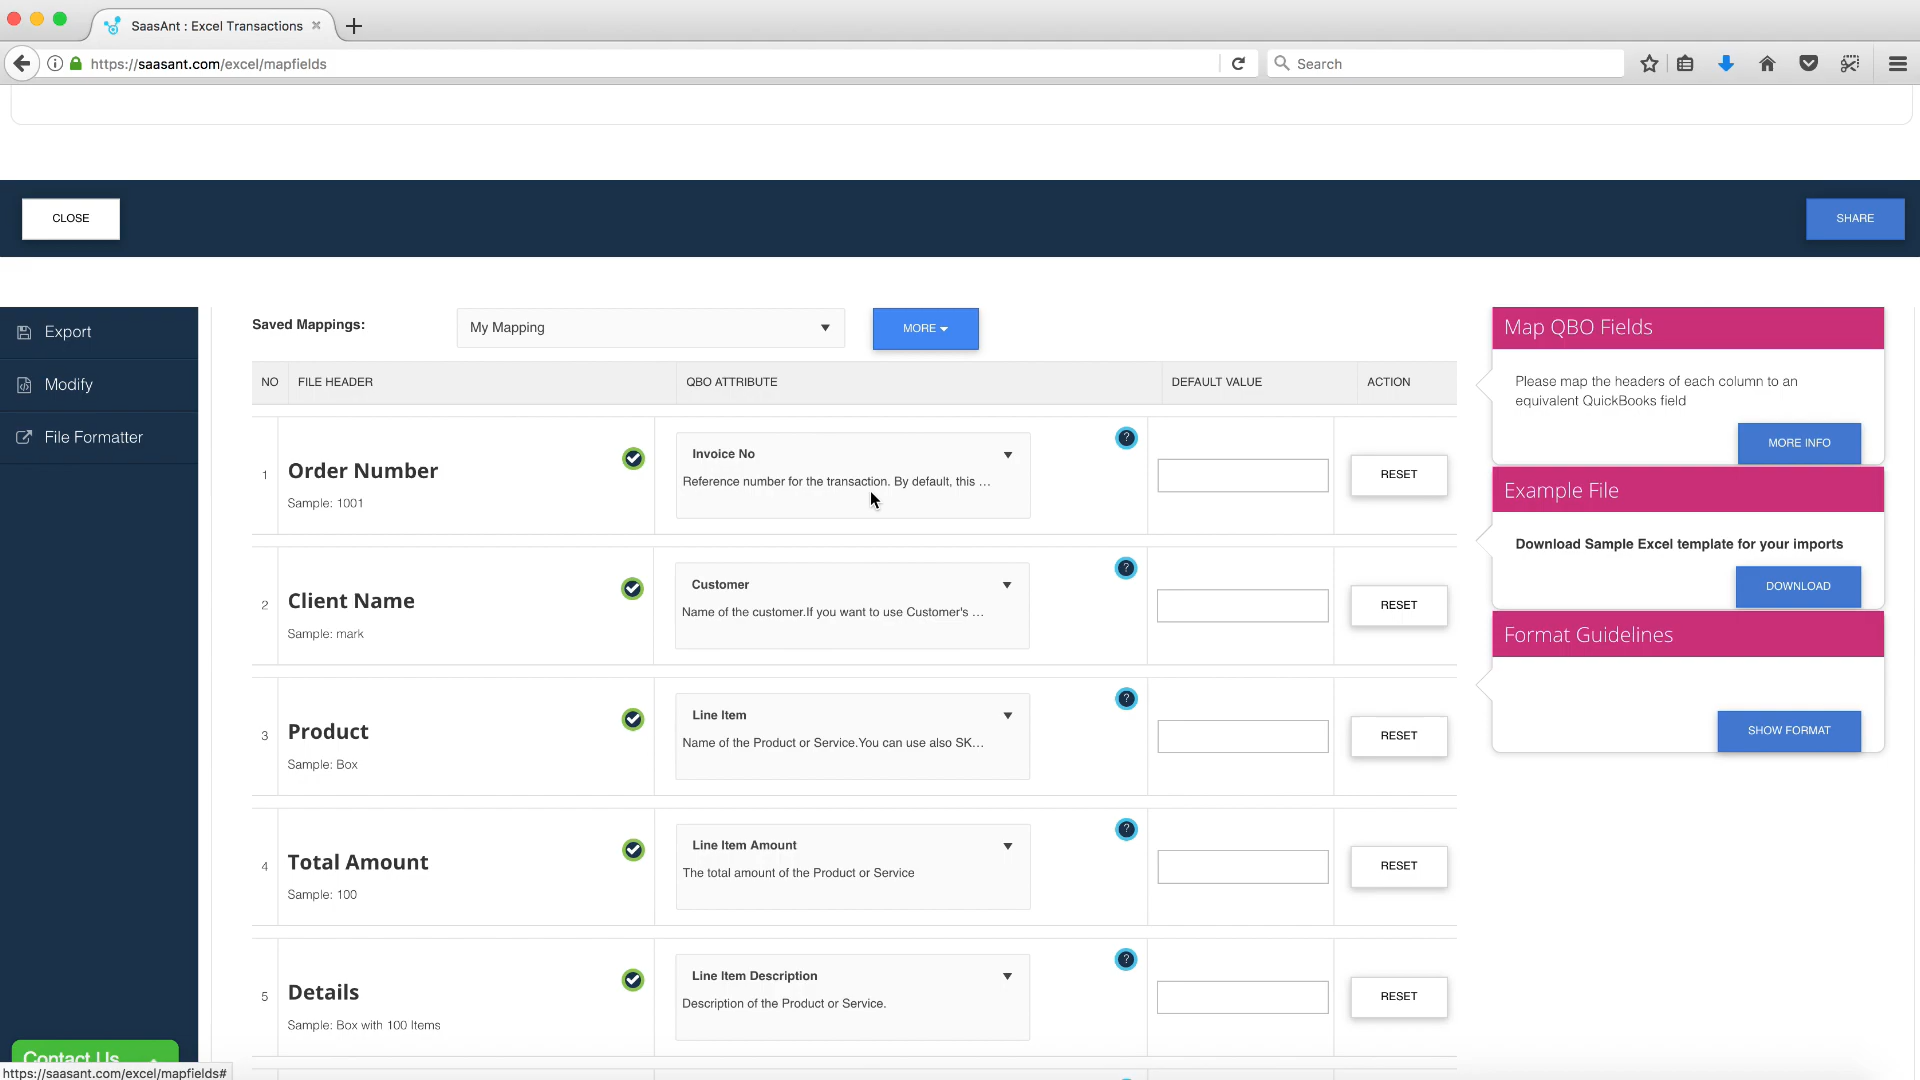 SaasAnt : Excel Transactions
https://saasant.com/excel/mapfields
Search
CLOSE
SHARE
Export
Modify
File Formatter
Saved Mappings:
My Mapping
MORE
NO
FILE HEADER
QBO ATTRIBUTE
DEFAULT VALUE
ACTION
1
Order Number
Sample: 1001
Invoice No
Reference number for the transaction. By default, this ...
?
RESET
2
Client Name
Sample: mark
Customer
Name of the customer.If you want to use Customer's ...
?
RESET
3
Product
Sample: Box
Line Item
Name of the Product or Service.You can use also SK...
?
RESET
4
Total Amount
Sample: 100
Line Item Amount
The total amount of the Product or Service
?
RESET
5
Details
Sample: Box with 100 Items
Line Item Description
Description of the Product or Service.
?
RESET
Map QBO Fields
Please map the headers of each column to an
equivalent QuickBooks field
MORE INFO
Example File
Download Sample Excel template for your imports
DOWNLOAD
Format Guidelines
SHOW FORMAT
Contact Us
https://saasant.com/excel/mapfields#